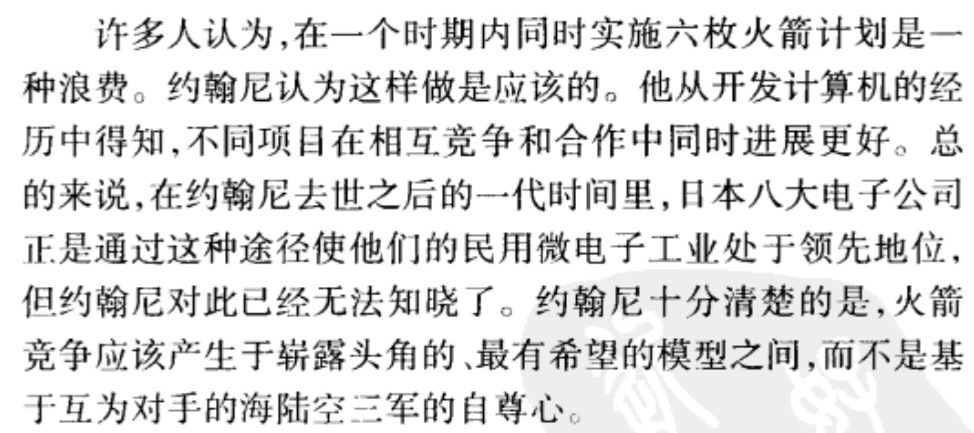 许多人认为,在一个时期内同时实施六枚火箭计划是一
种浪费。约翰尼认为这样做是应该的。他从开发计算机的经
历中得知,不同项目在相互竞争和合作中同时进展更好。总
的来说,在约翰尼去世之后的一代时间里,日本八大电子公司
正是通过这种途径使他们的民用微电子工业处于领先地位,
但约翰尼对此已经无法知晓了。约翰尼十分清楚的是,火箭
竞争应该产生于崭露头角的、最有希望的模型之间,而不是基
于互为对手的海陆空三军的自尊心。